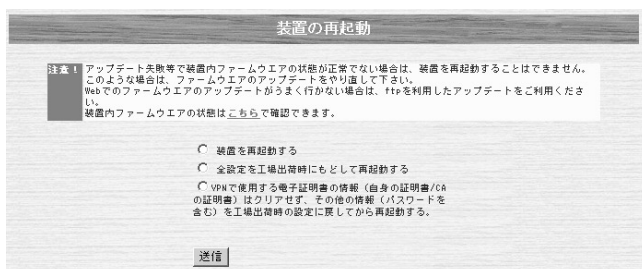 装置の再起動
注意！
アップデート失敗等で装置内ファームウエアの状態が正常でない場合は、装置を再起動することはできません。
このような場合は、ファームウエアのアップデートをやり直して下さい。
Webでのファームウエアのアップデートがうまく行かない場合は、ftpを利用したアップデートをご利用くださ
い。
装置内ファームウエアの状態はこちらで確認できます。
装置を再起動する
全設定を工場出荷時にもどして再起動する
VPNで使用する電子証明書の情報（自身の証明書/CA
の証明書）はクリアせず、その他の情報（パスワードを
含む）を工場出荷時の設定に戻してから再起動する。
送信